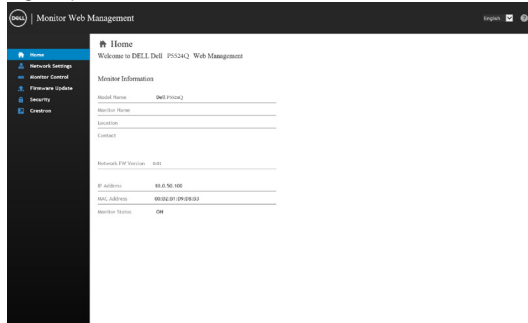 DELL | Monitor Web Management
English
Home
Network Settings
Monitor Control
Firmware Update
Security
Crestron
Home
Welcome to DELL Dell P5524Q Web Management
Monitor Information
Model Name Dell P5524Q
Monitor Name
Location
Contact
Network F/W Version
IP Address 10.0.50.100
MAC Address
Monitor Status ON